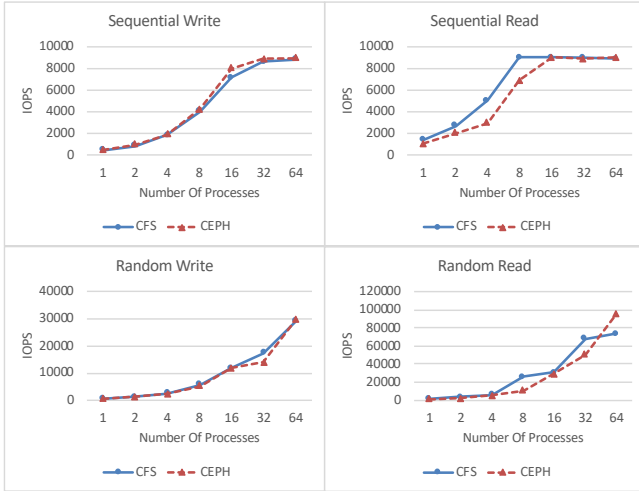 Sequential Write
10000
8000
6000
4000
2000
0
IOPS
1 2 4 8 16 32 64
Number Of Processes
CFS CEPH
Sequential Read
10000
8000
6000
4000
2000
0
IOPS
1 2 4 8 16 32 64
Number Of Processes
CFS CEPH
Random Write
40000
30000
20000
10000
0
IOPS
1 2 4 8 16 32 64
Number Of Processes
CFS CEPH
Random Read
120000
100000
80000
60000
40000
20000
0
IOPS
1 2 4 8 16 32 64
Number Of Processes
CFS CEPH